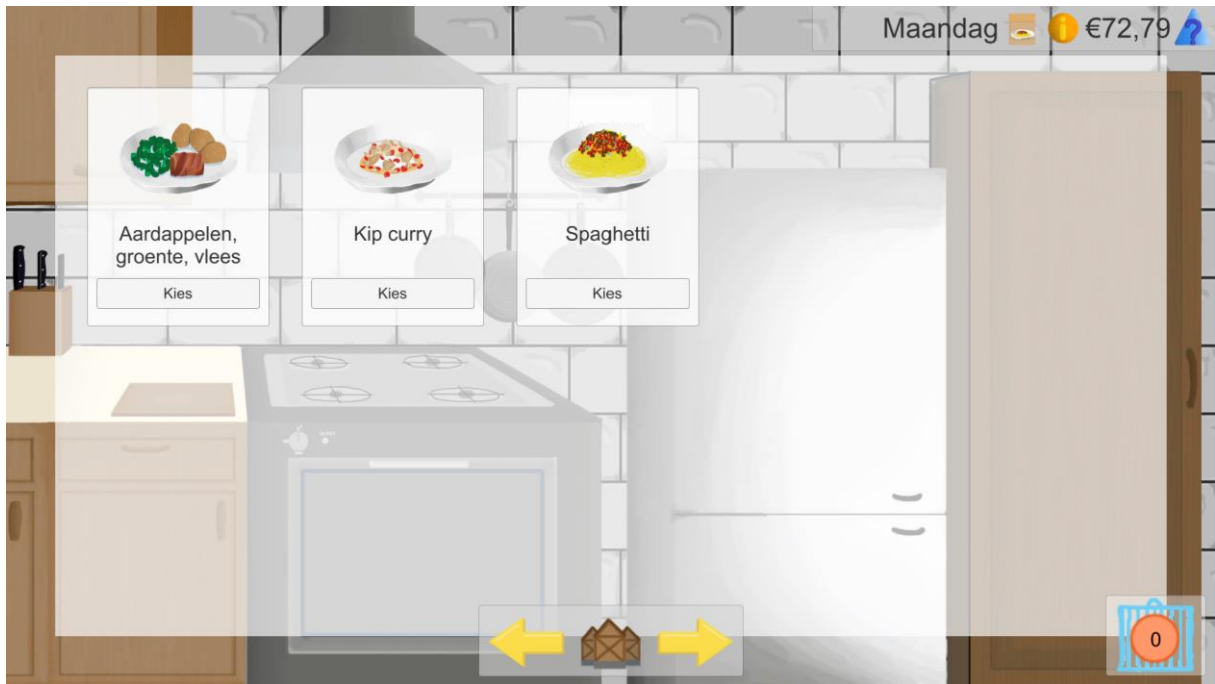 Maandag €72,79
Aardappelen,
groente, vlees
Kies
Kip curry
Kies
Spaghetti
Kies
0